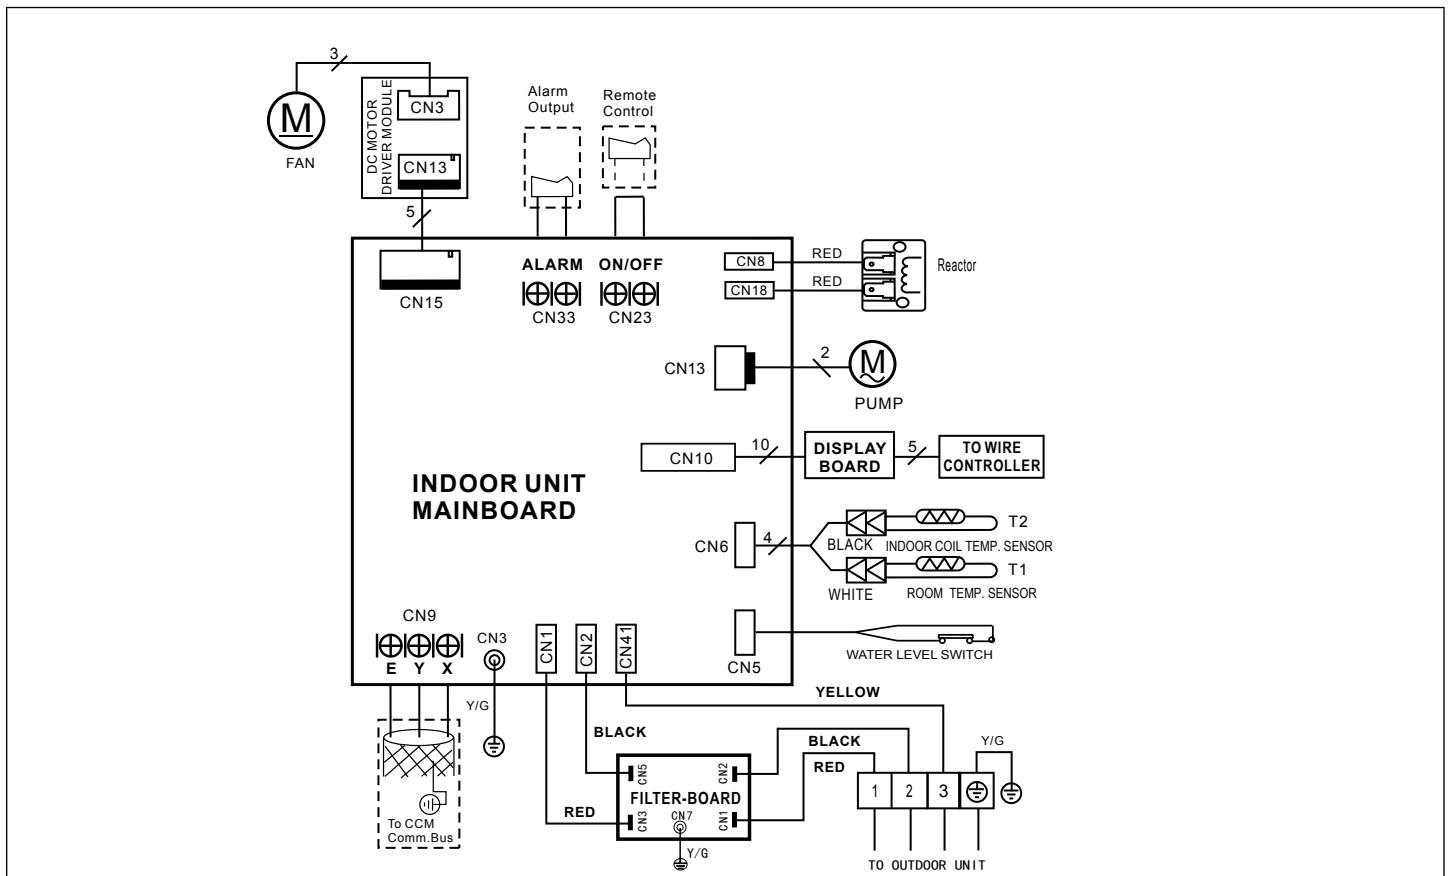 3
M
FAN
DC MOTOR
DRIVER MODULE
CN3
CN13
5
Alarm
Output
Remote
Control
CN15
ALARM
CN33
ON/OFF
CN23
CN8
RED
CN18
RED
Reactor
CN13
2
M
PUMP
CN10
10
DISPLAY
BOARD
5
TO WIRE
CONTROLLER
INDOOR UNIT
MAINBOARD
CN6
4
BLACK
T2
INDOOR COIL TEMP. SENSOR
WHITE
T1
ROOM TEMP. SENSOR
CN5
WATER LEVEL SWITCH
CN9
E Y X
CN3
Y/G
CN1
CN2
CN41
YELLOW
BLACK
RED
To CCM
Comm.Bus
FILTER-BOARD
CN5
CN3
CN2
CN1
CN7
Y/G
BLACK
RED
Y/G
1 2 3
TO OUTDOOR UNIT